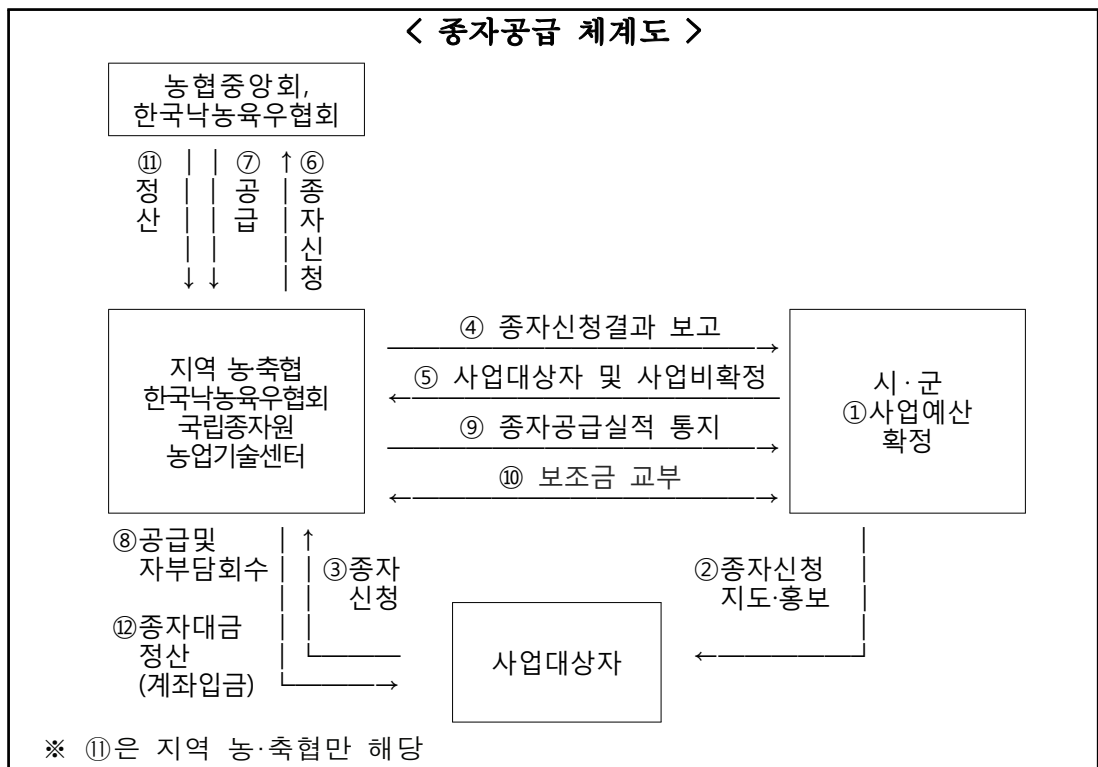 < 종자공급 체계도 >
농협중앙회,
한국낙농육우협회
⑪
정
산
⑦
공
급
⑥
종
자
신
청
지역 농·축협
한국낙농육우협회
국립종자원
농업기술센터
④ 종자신청결과 보고
⑤ 사업대상자 및 사업비확정
⑨ 종자공급실적 통지
⑩ 보조금 교부
시·군
①사업예산
확정
⑧공급및
자부담회수
③종자
신청
②종자신청
지도·홍보
⑫종자대금
정산
(계좌입금)
사업대상자
※ ⑪은 지역 농·축협만 해당